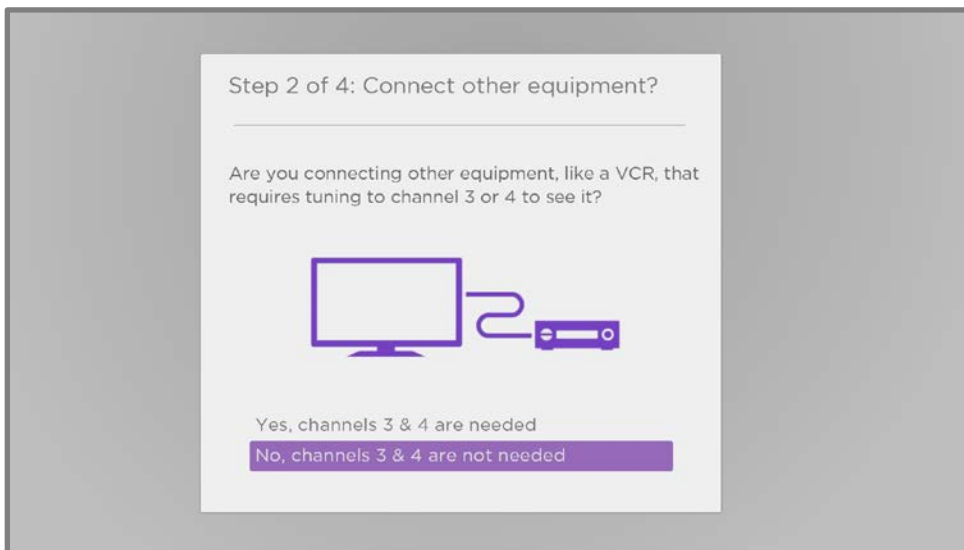 Step 2 of 4: Connect other equipment?
Are you connecting other equipment, like a VCR, that
requires tuning to channel 3 or 4 to see it?
Yes, channels 3 & 4 are needed
No, channels 3 & 4 are not needed